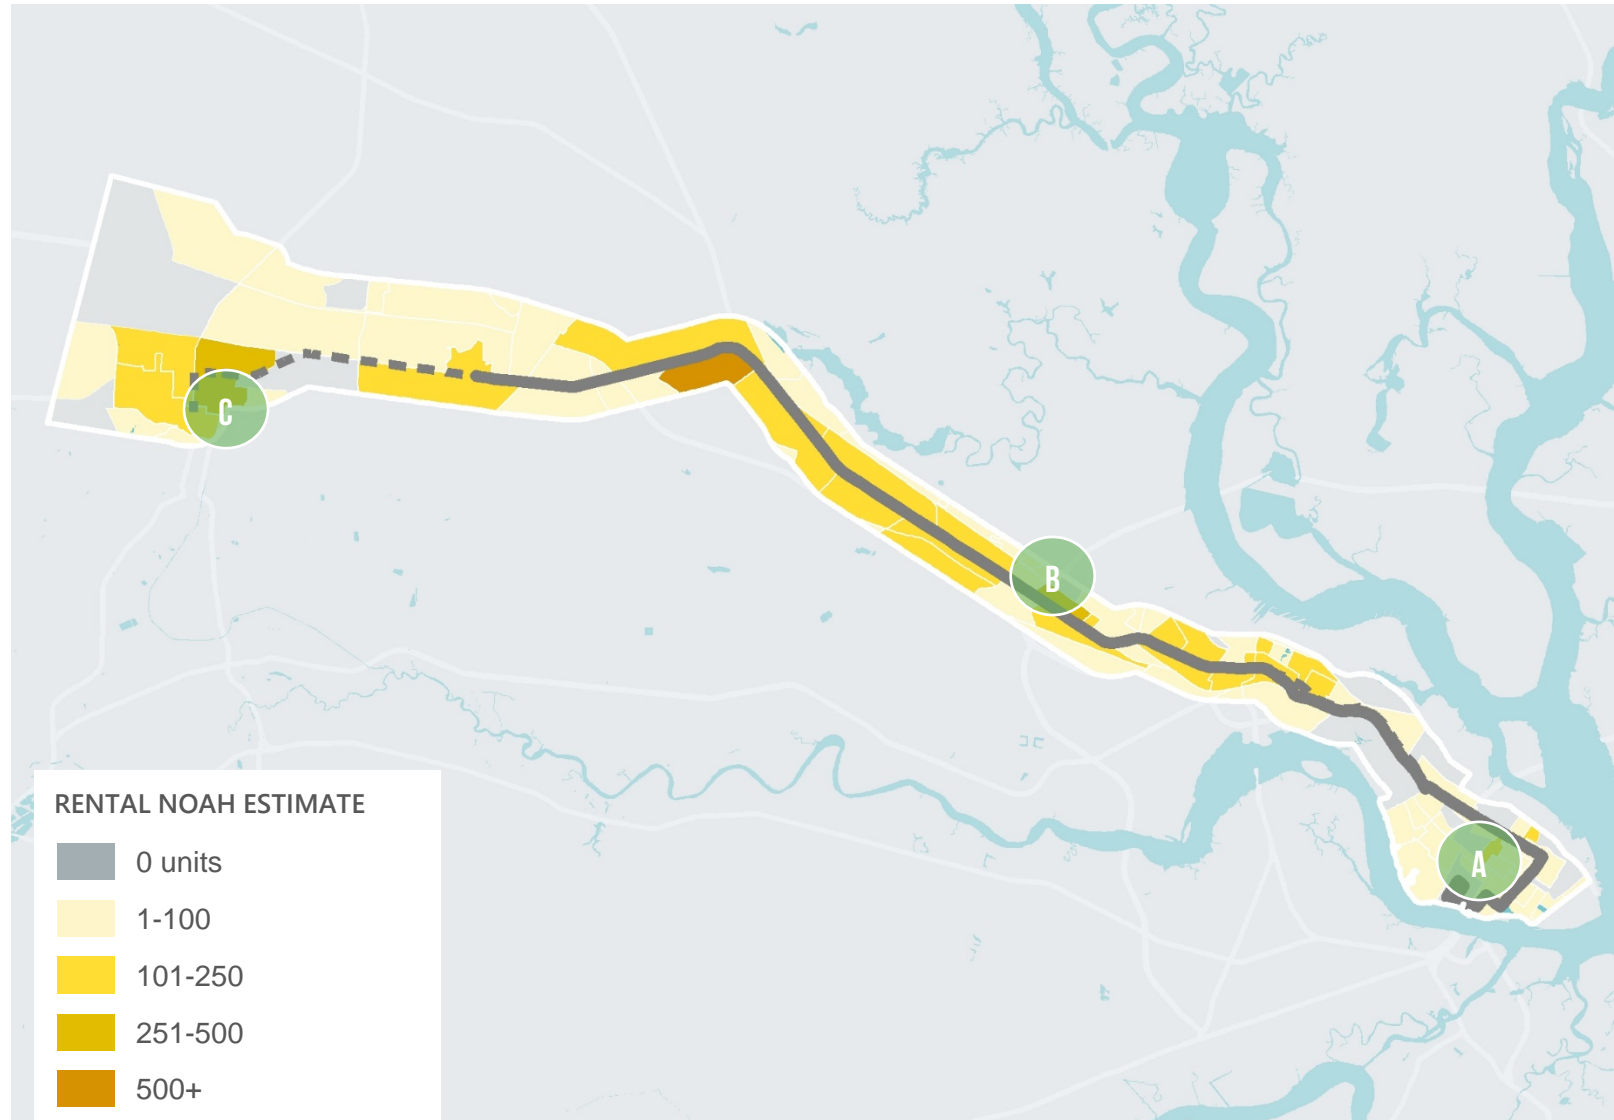 C
B
A
RENTAL NOAH ESTIMATE
0 units
1-100
101-250
251-500
500+